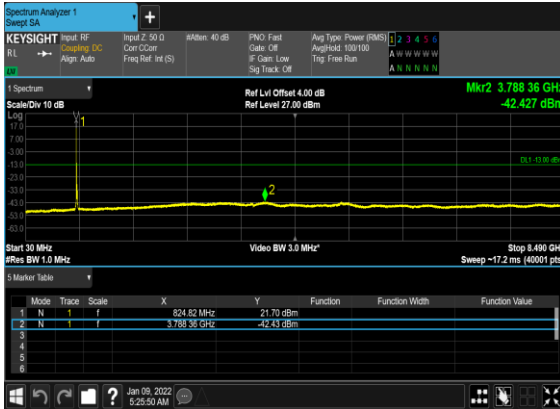 Spectrum Analyzer 1
Swept SA
+
KEYSIGHT Input: RF Input Z: 50 Ω #Atten: 40 dB PNO: Fast Avg Type: Power (RMS) 1 2 3 4 5 6
RL Coupling: DC Corr CCorr Gate: Off Avg|Hold: 100/100 A W W W W W
Align: Auto Freq Ref: Int (S) IF Gain: Low Trig: Free Run
Sig Track: Off A N N N N N
1 Spectrum
Ref Lvl Offset 4.00 dB Mkr2 3.788 36 GHz
Scale/Div 10 dB Ref Level 27.00 dBm -42.427 dBm
Log
17.0
7.00
-3.00
-13.0
-23.0
-33.0
-43.0
-53.0
-63.0
1
2
DL1 -13.00 dBm
Start 30 MHz Video BW 3.0 MHz* Stop 8.490 GHz
#Res BW 1.0 MHz Sweep ~17.2 ms (40001 pts)
5 Marker Table
Mode Trace Scale X Y Function Function Width Function Value
1 N 1 f 824.82 MHz 21.70 dBm
2 N 1 f 3.788 36 GHz -42.43 dBm
3
4
5
6
? Jan 09, 2022
5:25:50 AM